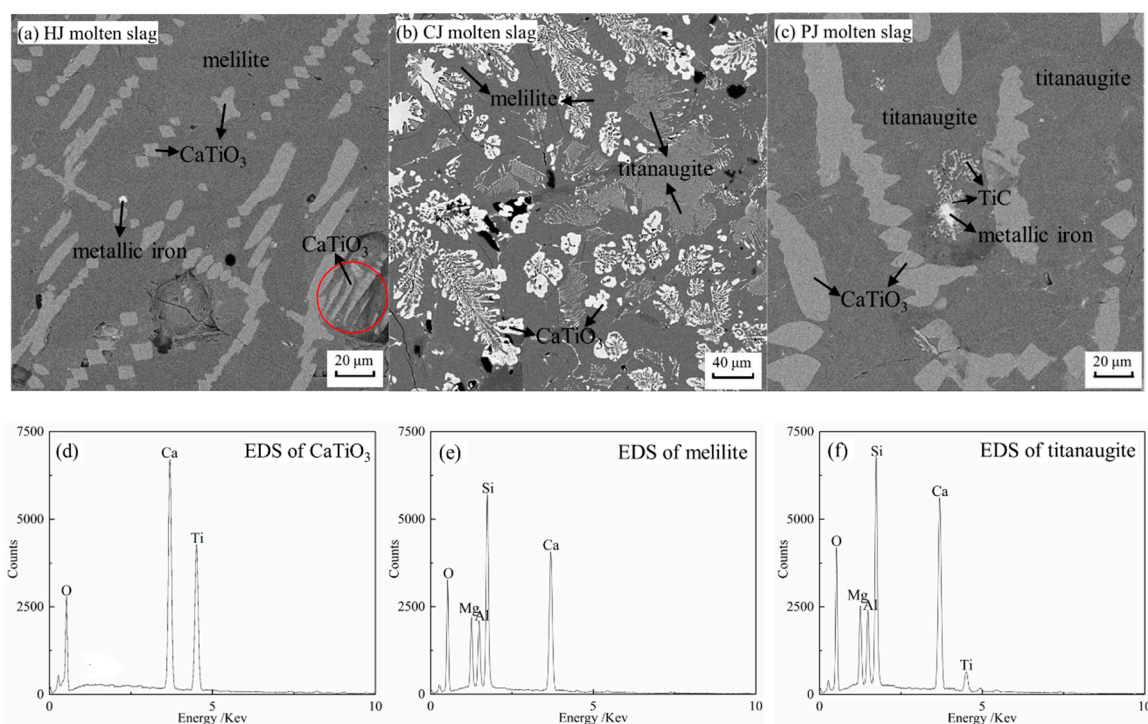 (a) HJ molten slag
melilite
CaTiO₃
metallic iron
CaTiO₃
20 μm
(b) CJ molten slag
melilite
titanaugite
CaTiO₃
40 μm
(c) PJ molten slag
titanaugite
titanaugite
TiC
metallic iron
CaTiO₃
20 μm
(d)
EDS of CaTiO₃
7500
5000
2500
0
Counts
O
Ca
Ti
0
5
10
Energy /Kev
(e)
EDS of melilite
7500
5000
2500
0
Counts
O
Mg
Al
Si
Ca
0
5
10
Energy /Kev
(f)
EDS of titanaugite
7500
5000
2500
0
Counts
O
Mg
Al
Si
Ca
Ti
0
5
10
Energy /Kev